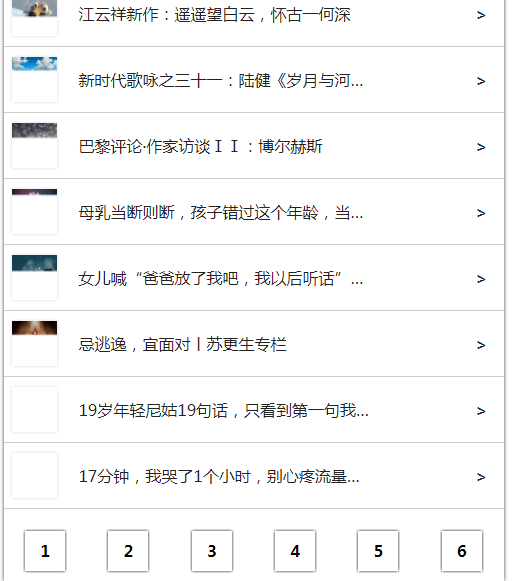 江云祥新作：遥遥望白云，怀古一何深 >
新时代歌咏之三十一：陆健《岁月与河... >
巴黎评论·作家访谈ＩＩ：博尔赫斯 >
母乳当断则断，孩子错过这个年龄，当... >
女儿喊“爸爸放了我吧，我以后听话”... >
忌逃逸，宜面对丨苏更生专栏 >
19岁年轻尼姑19句话，只看到第一句我... >
17分钟，我哭了1个小时，别心疼流量... >
1 2 3 4 5 6